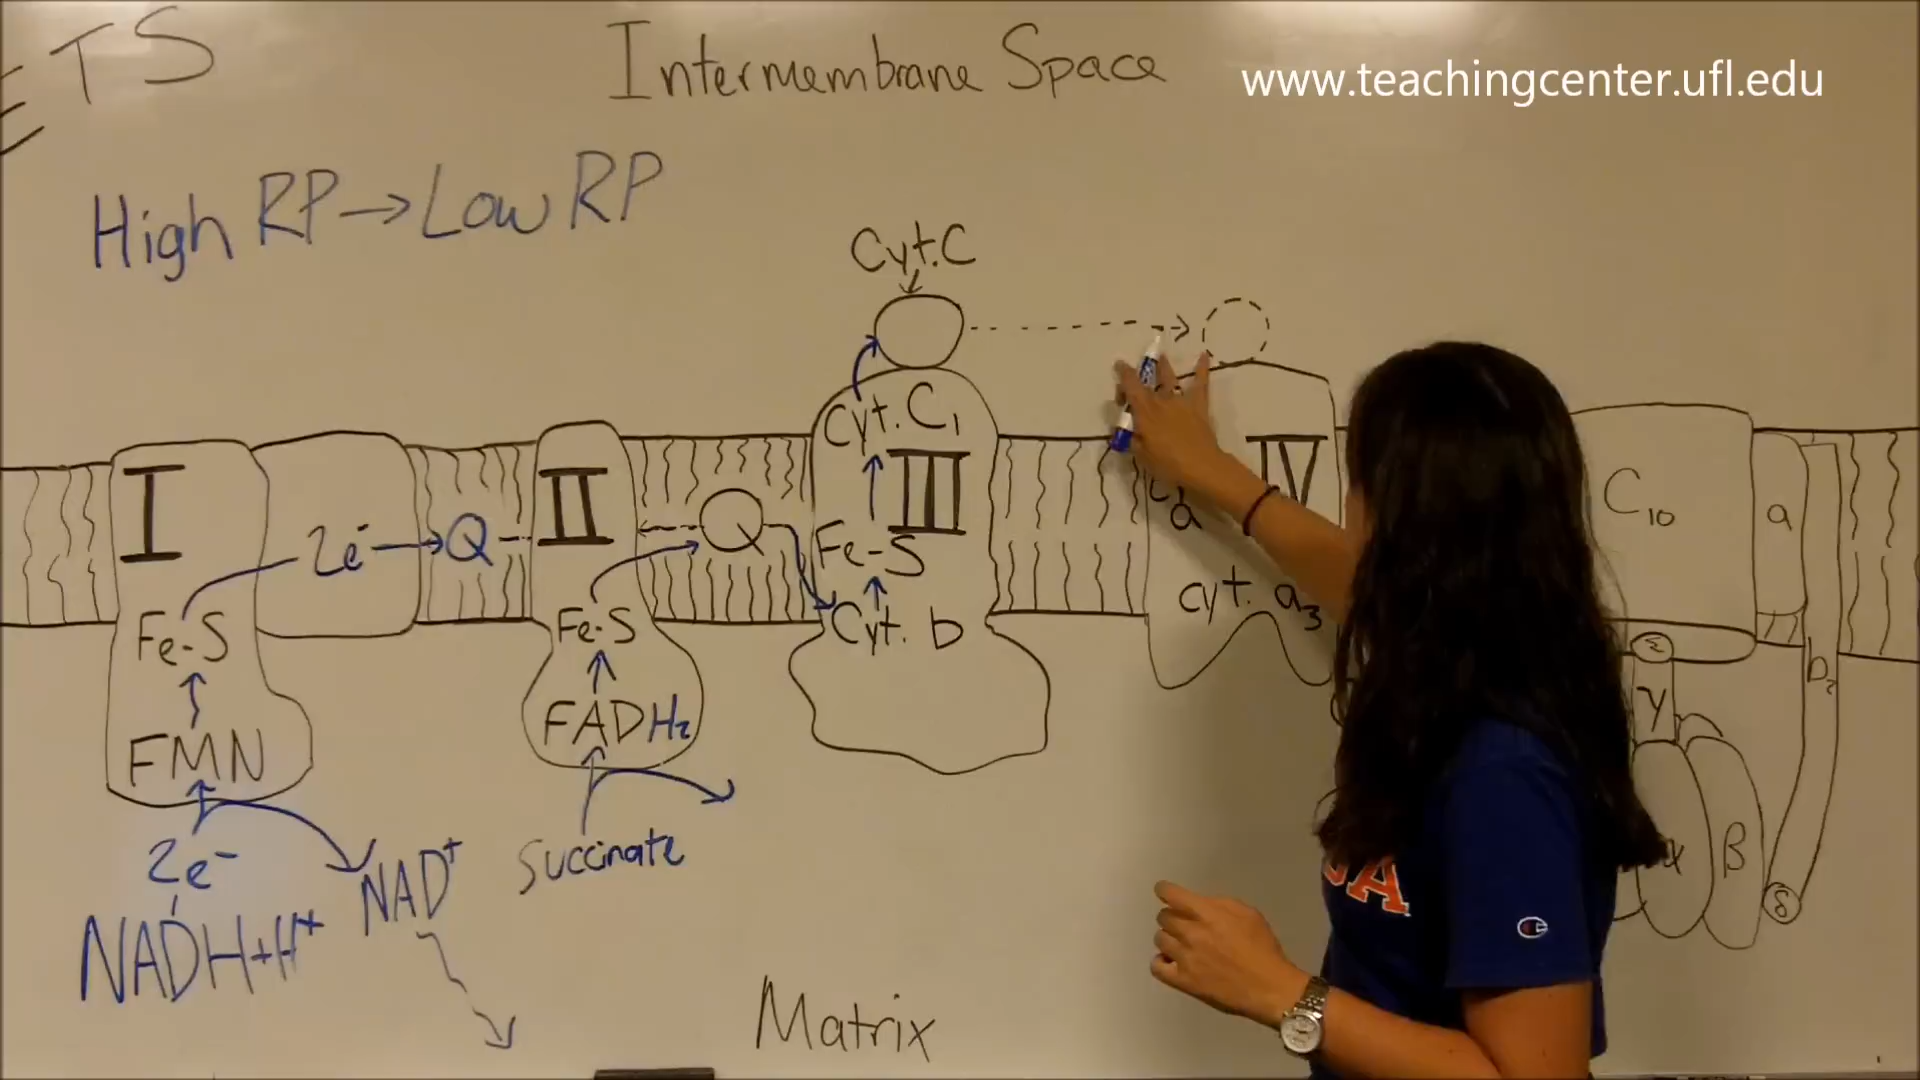 ETS
Intermembrane Space
www.teachingcenter.ufl.edu
High RP → Low RP
Cyt. C
Cyt. C₁
I
2e⁻ → Q
II
Q
III
IV
C₁₀
a
a
Fe-S
Fe-S
Fe-S
Cyt. b
cyt. a₃
b₂
ε
γ
FMN
FADH₂
2e⁻
NAD⁺
Succinate
α
β
δ
NADH+H⁺
Matrix